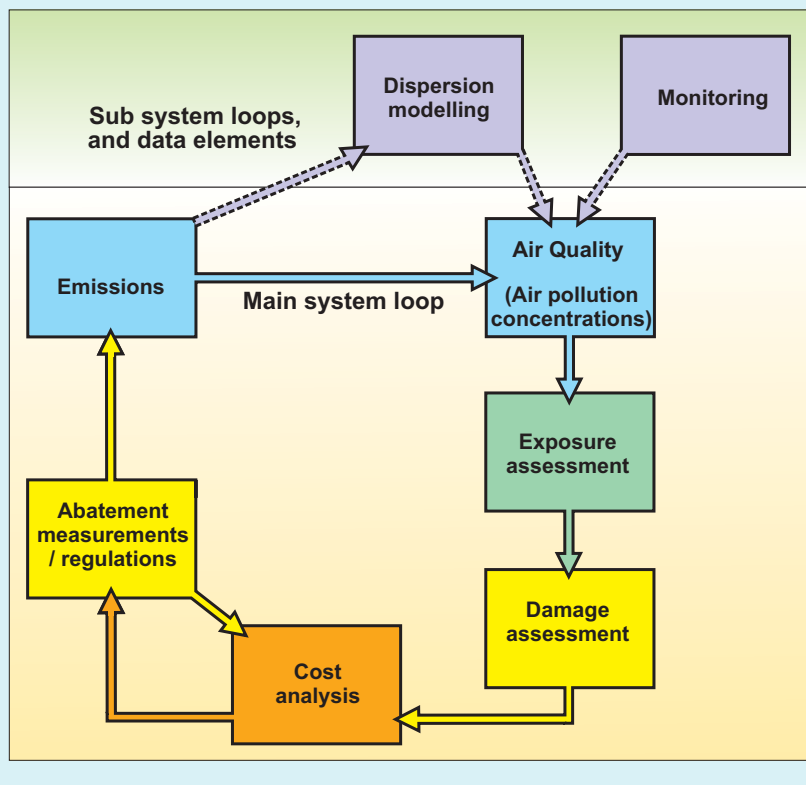 Dispersion
modelling
Monitoring
Sub system loops,
and data elements
Emissions
Main system loop
Air Quality
(Air pollution
concentrations)
Exposure
assessment
Abatement
measurements
/ regulations
Damage
assessment
Cost
analysis